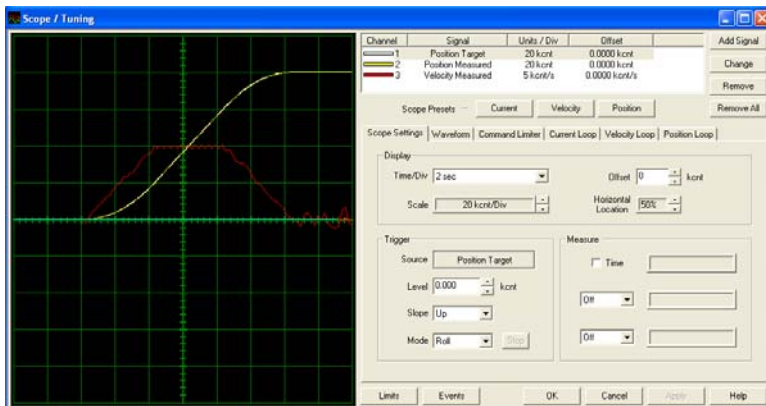 Scope / Tuning
Channel Signal Units / Div Offset
1 Position Target 20 kcnt 0.0000 kcnt
2 Position Measured 20 kcnt 0.0000 kcnt
3 Velocity Measured 5 kcnt/s 0.0000 kcnt/s
Add Signal
Change
Remove
Remove All
Scope Presets Current Velocity Position
Scope Settings Waveform Command Limiter Current Loop Velocity Loop Position Loop
Display
Time/Div 2 sec Offset 0 kcnt
Scale 20 kcnt/Div Horizontal Location 50%
Trigger
Source Position Target
Level 0.000 kcnt
Slope Up
Mode Roll Stop
Measure
Time
Off
Off
Limits Events OK Cancel Apply Help